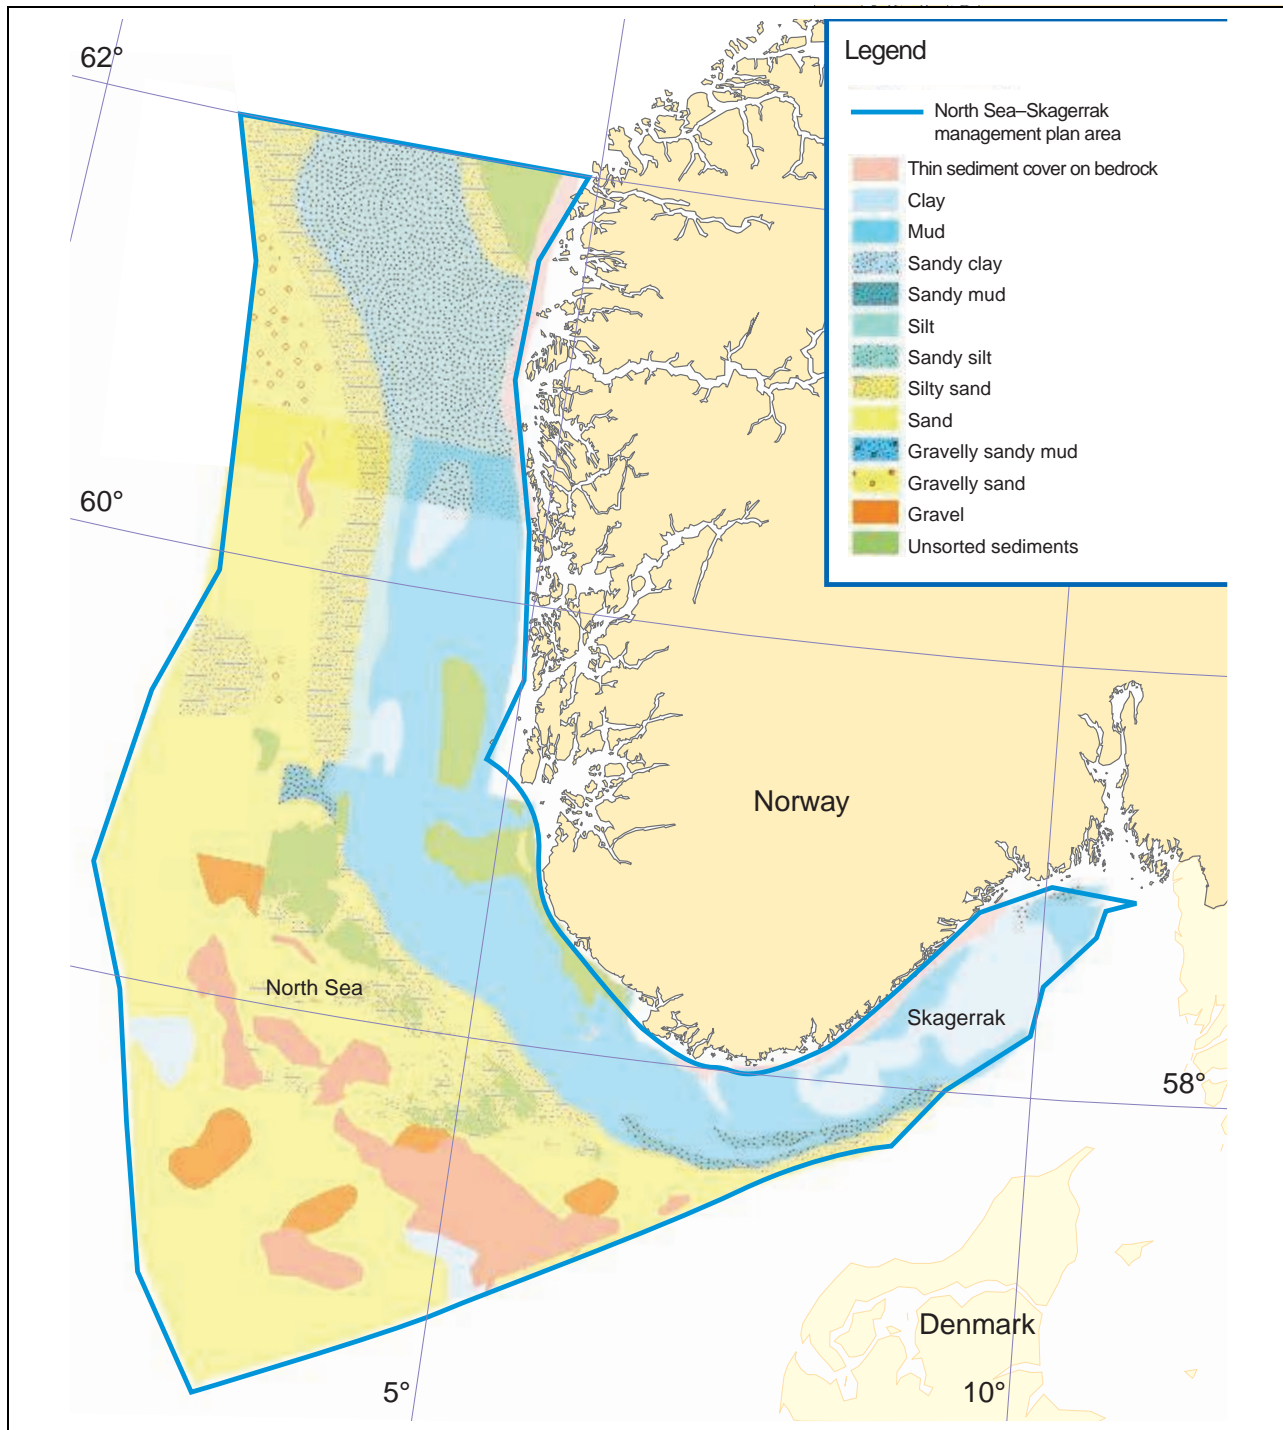 Legend
62°
North Sea–Skagerrak
management plan area
Thin sediment cover on bedrock
Clay
Mud
Sandy clay
Sandy mud
Silt
Sandy silt
Silty sand
Sand
Gravelly sandy mud
Gravelly sand
Gravel
Unsorted sediments
60°
Norway
North Sea
Skagerrak
58°
Denmark
5°
10°